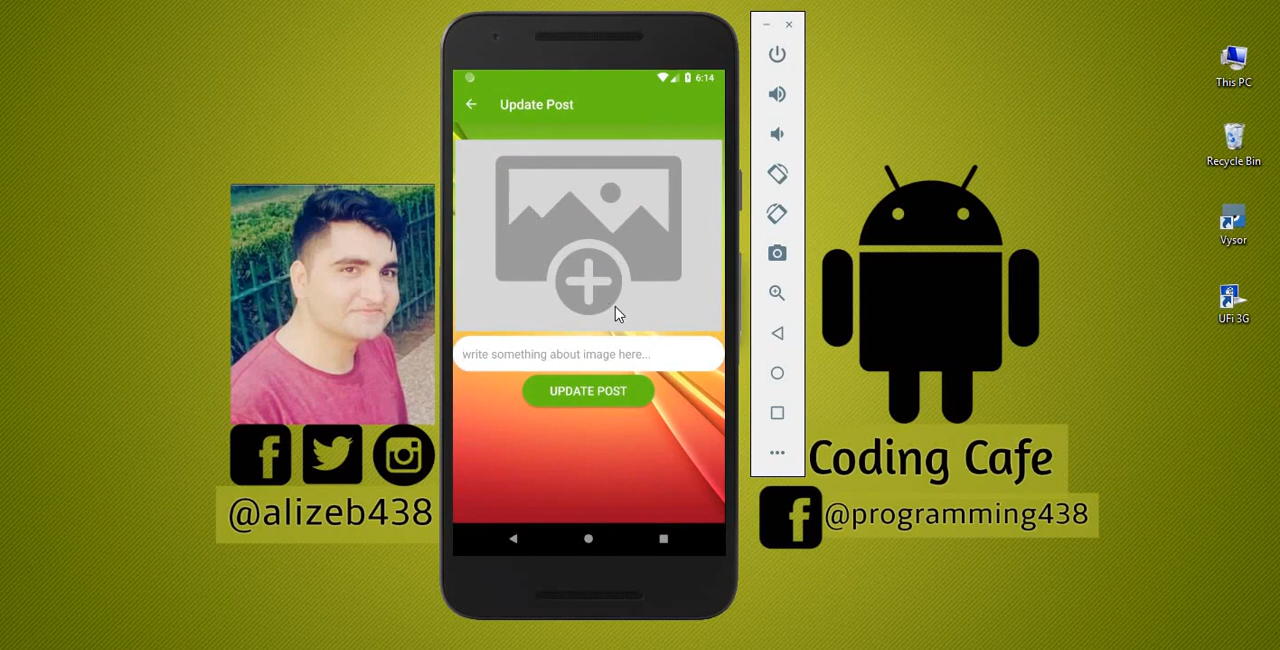 6:14
Update Post
write something about image here...
UPDATE POST
@alizeb438
Coding Cafe
@programming438
This PC
Recycle Bin
Vysor
UFi 3G